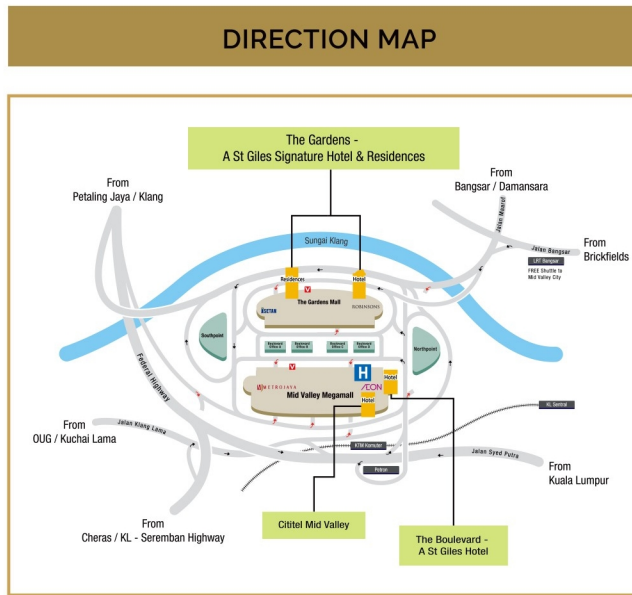 DIRECTION MAP
The Gardens -
A St Giles Signature Hotel & Residences
From
Petaling Jaya / Klang
From
Bangsar / Damansara
Jalan Maarof
Sungai Klang
Jalan Bangsar
From
Brickfields
LRT Bangsar
FREE Shuttle to
Mid Valley City
Residences
Hotel
The Gardens Mall
ISETAN
ROBINSONS
Southpoint
Northpoint
Federal Highway
METROJAYA
Mid Valley Megamall
H
AEON
Hotel
Hotel
KL Sentral
From
OUG / Kuchai Lama
Jalan Klang Lama
KTM Komuter
Petron
Jalan Syed Putra
From
Kuala Lumpur
From
Cheras / KL - Seremban Highway
Cititel Mid Valley
The Boulevard -
A St Giles Hotel